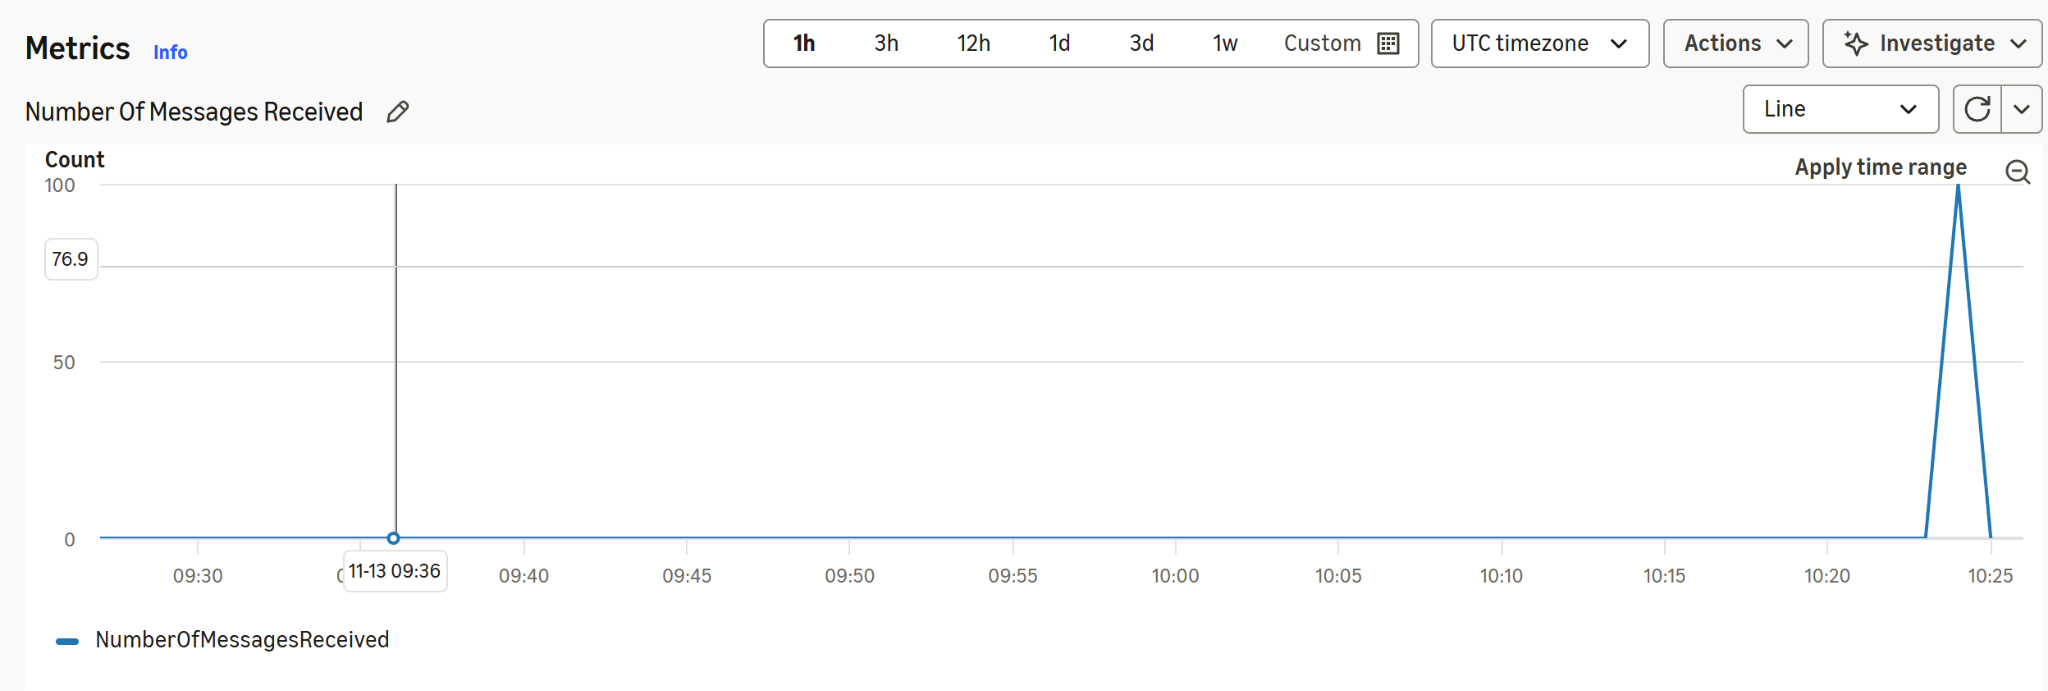 Metrics Info 1h 3h 12h 1d 3d 1w Custom UTC timezone Actions Investigate
Number Of Messages Received Line
Count
Apply time range
100
76.9
50
0
11-13 09:36
09:30 09:40 09:45 09:50 09:55 10:00 10:05 10:10 10:15 10:20 10:25
NumberOfMessagesReceived